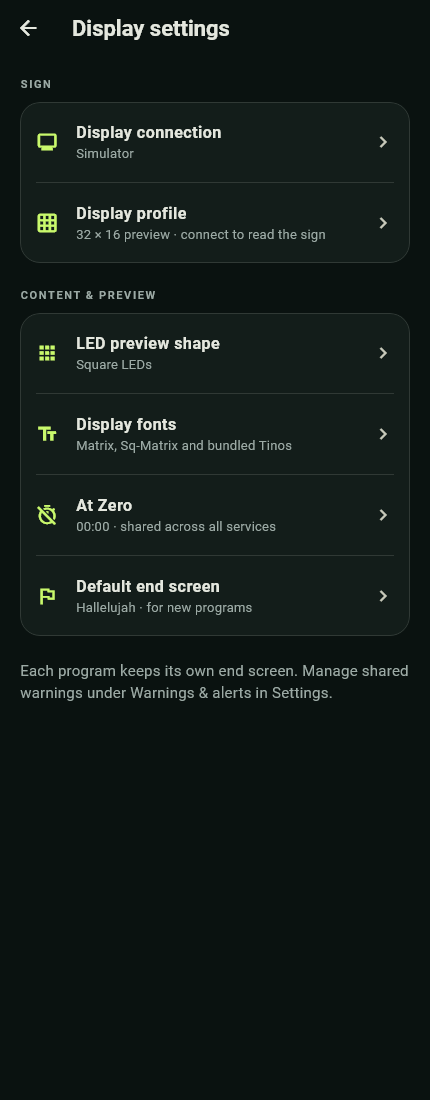 Display settings
SIGN
Display connection
Simulator
Display profile
32 × 16 preview · connect to read the sign
CONTENT & PREVIEW
LED preview shape
Square LEDs
Display fonts
Matrix, Sq-Matrix and bundled Tinos
At Zero
00:00 · shared across all services
Default end screen
Hallelujah · for new programs
Each program keeps its own end screen. Manage shared
warnings under Warnings & alerts in Settings.